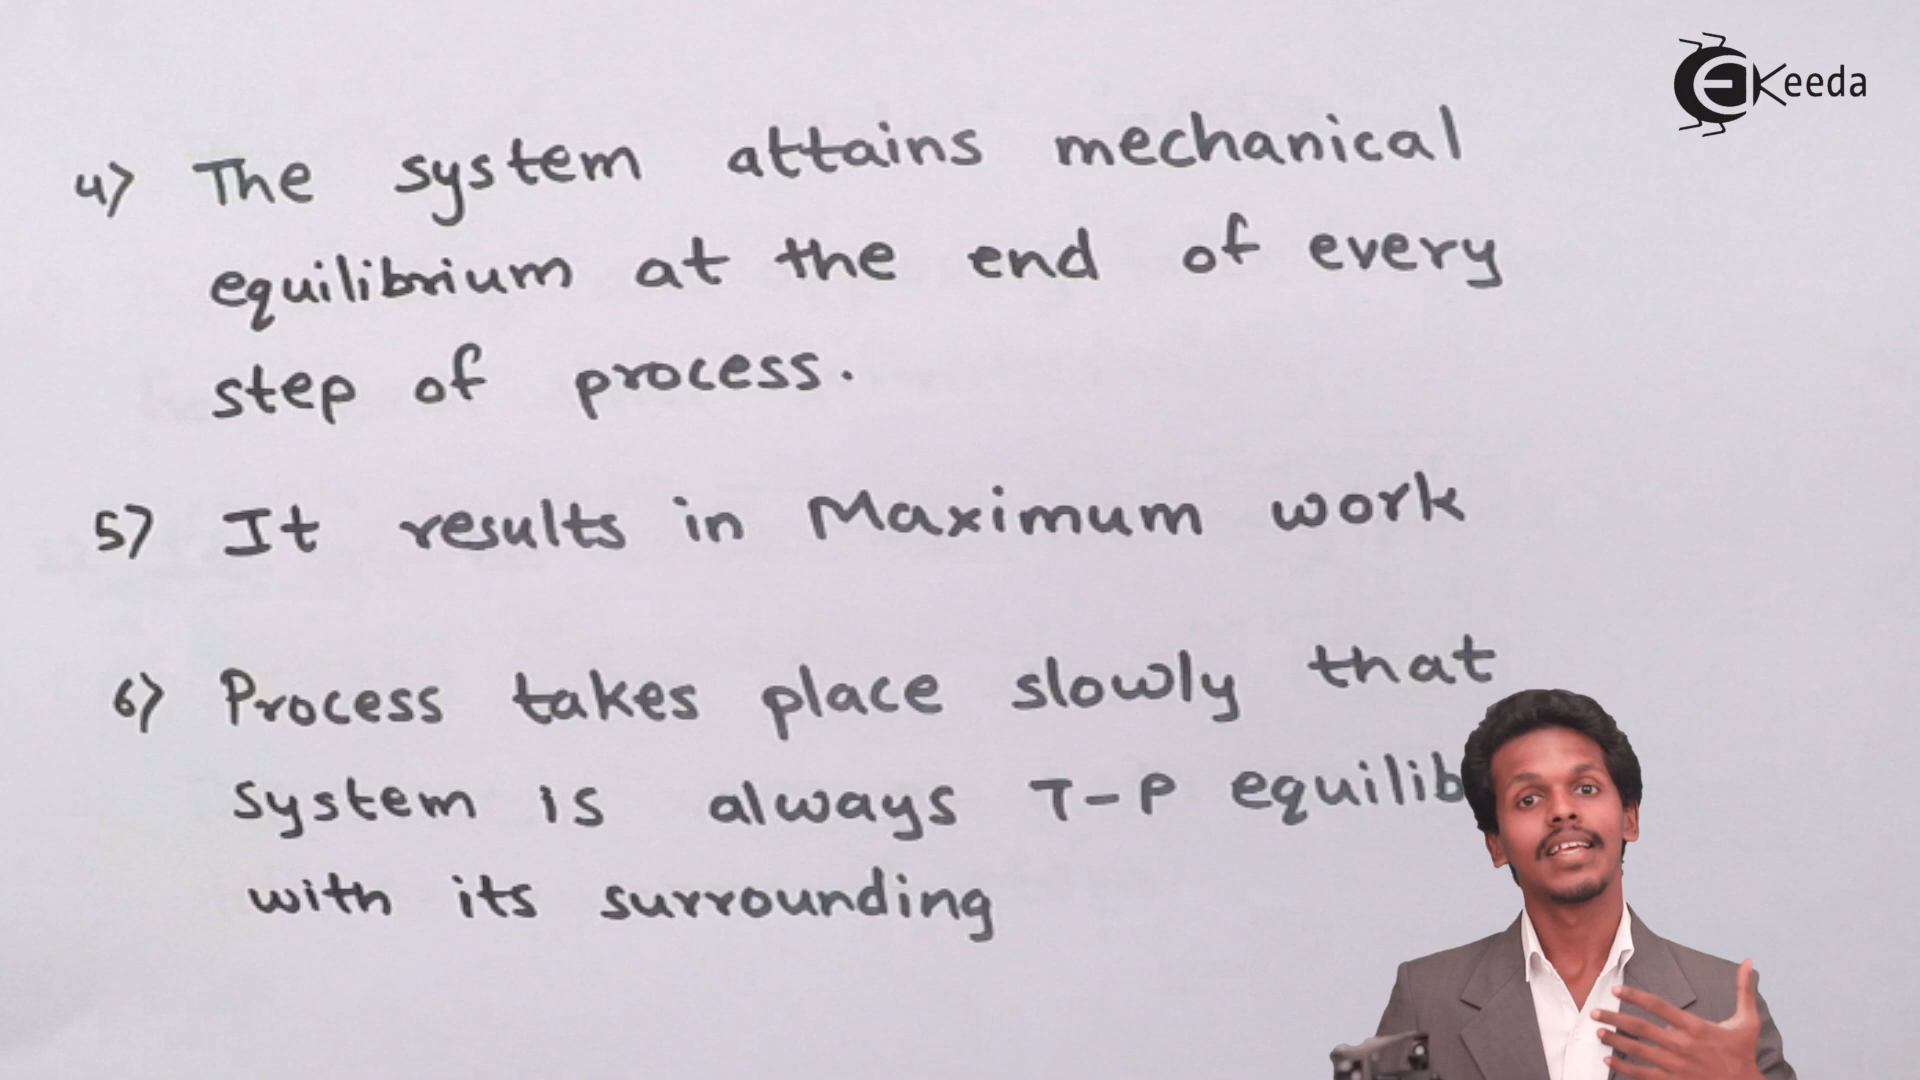 EKeeda
4) The system attains mechanical
equilibrium at the end of every
step of process.
5) It results in Maximum work
6) Process takes place slowly that
system is always T-P equilib
with its surrounding